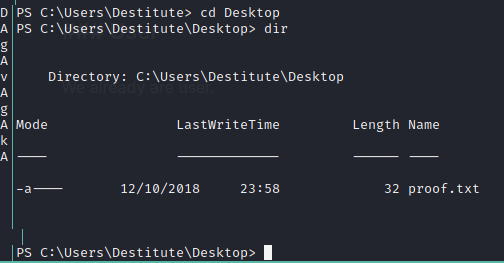 D PS C:\Users\Destitute> cd Desktop
A PS C:\Users\Destitute\Desktop> dir
g
A
v     Directory: C:\Users\Destitute\Desktop
A We already are user.
g
A Mode                LastWriteTime         Length Name
k
A ----                -------------         ------ ----
-a----       12/10/2018     23:58             32 proof.txt
PS C:\Users\Destitute\Desktop>